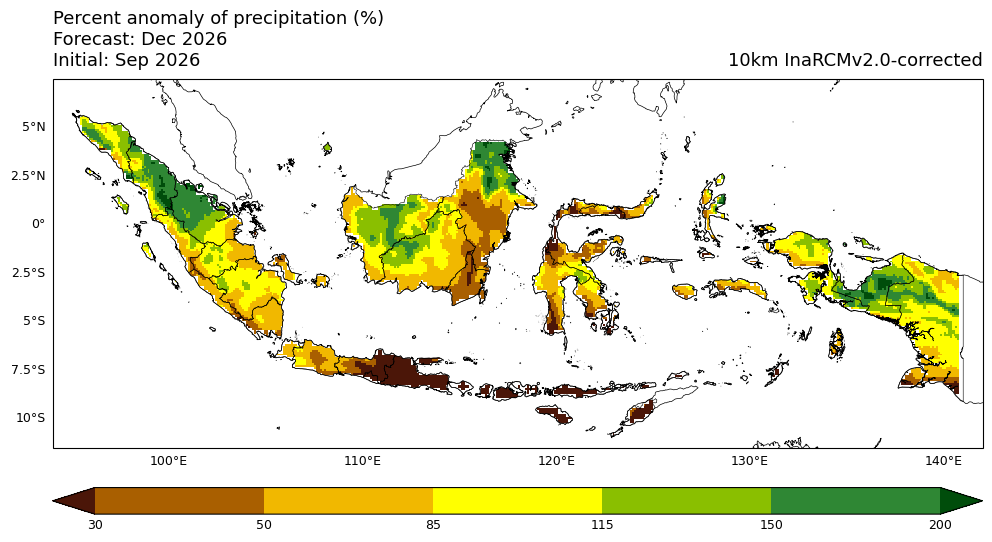 Percent anomaly of precipitation (%)
Forecast: Dec 2026
Initial: Sep 2026
10km InaRCMv2.0-corrected
5°N
2.5°N
0°
2.5°S
5°S
7.5°S
10°S
100°E 110°E 120°E 130°E 140°E
30 50 85 115 150 200